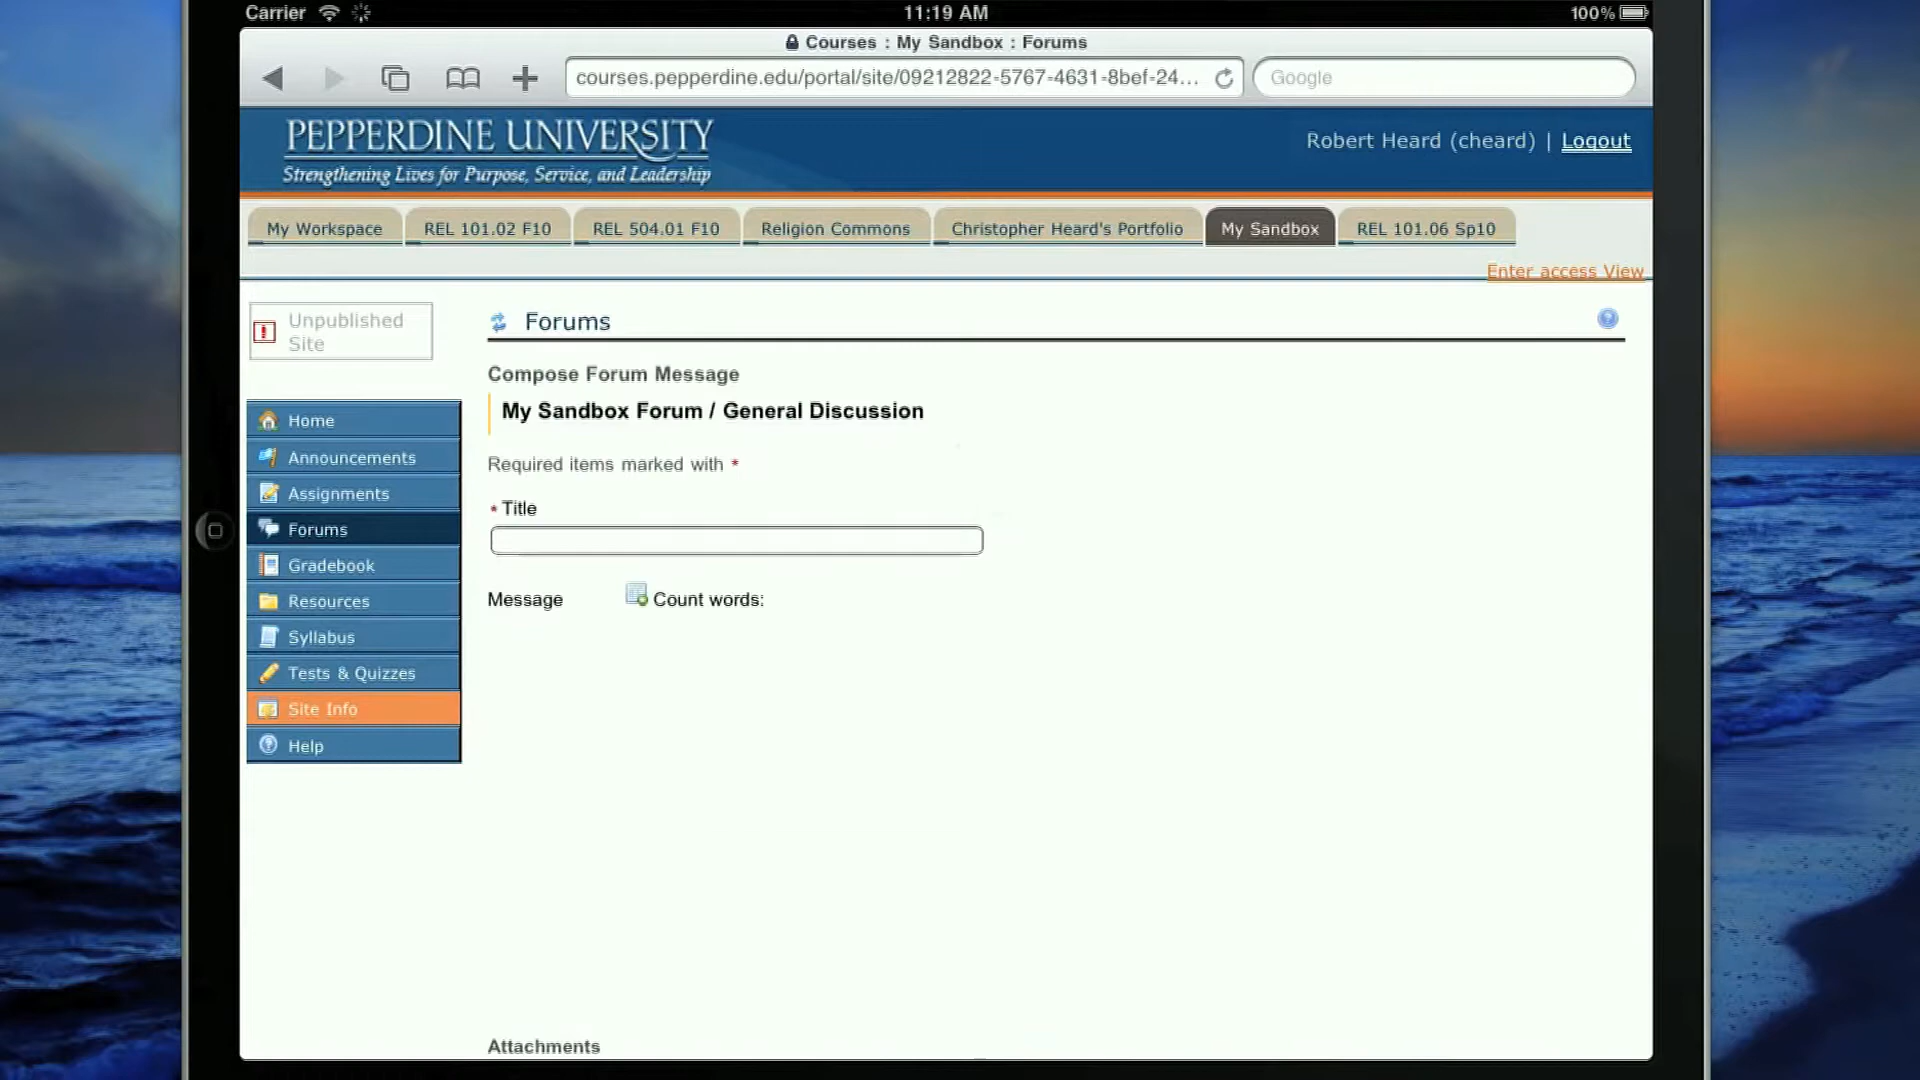 Carrier 11:19 AM 100%
Courses : My Sandbox : Forums
courses.pepperdine.edu/portal/site/09212822-5767-4631-8bef-24... Google
PEPPERDINE UNIVERSITY
Strengthening Lives for Purpose, Service, and Leadership
Robert Heard (cheard) | Logout
My Workspace REL 101.02 F10 REL 504.01 F10 Religion Commons Christopher Heard's Portfolio My Sandbox REL 101.06 Sp10
Enter access View
Unpublished
Site
Home
Announcements
Assignments
Forums
Gradebook
Resources
Syllabus
Tests & Quizzes
Site Info
Help
Forums
Compose Forum Message
My Sandbox Forum / General Discussion
Required items marked with *
* Title
Message Count words:
Attachments